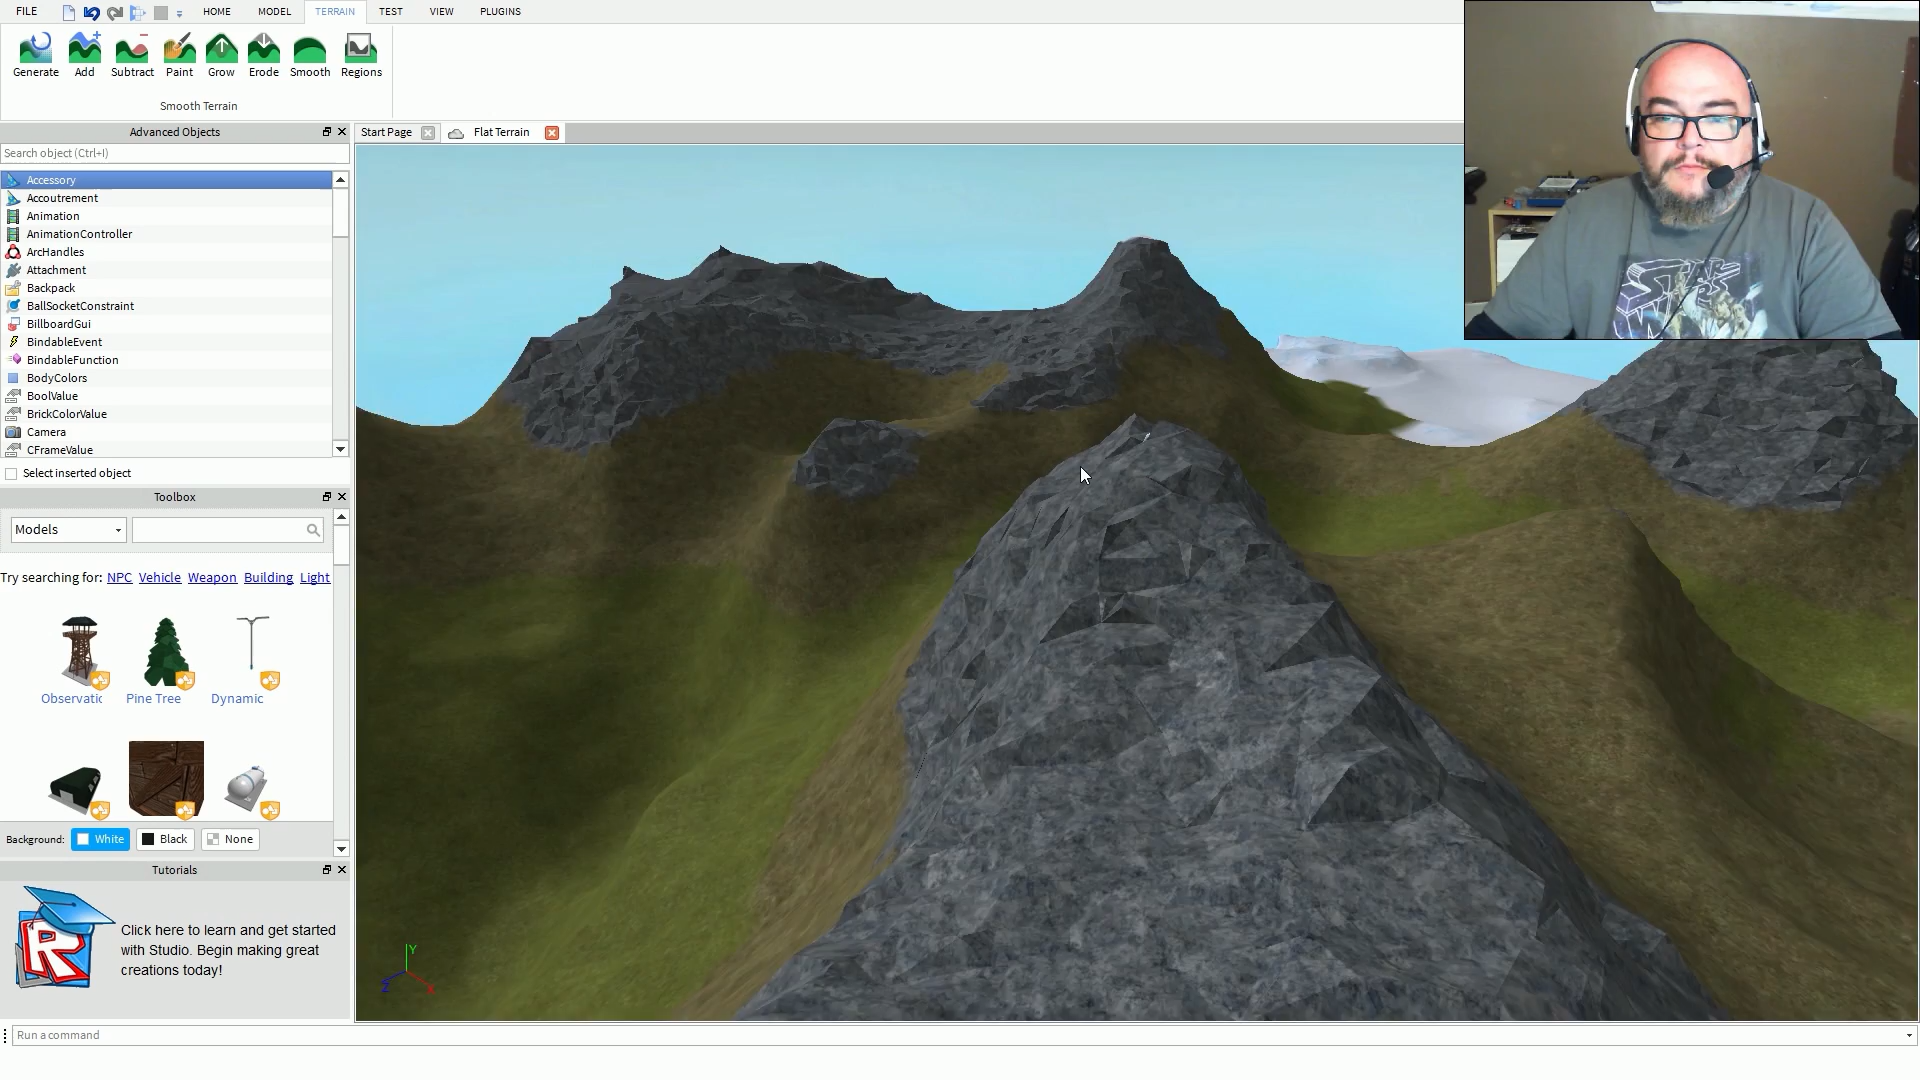 FILE HOME MODEL TERRAIN TEST VIEW PLUGINS
Generate Add Subtract Paint Grow Erode Smooth Regions
Smooth Terrain
Advanced Objects
Start Page Flat Terrain
Search object (Ctrl+I)
Accessory
Accoutrement
Animation
AnimationController
ArcHandles
Attachment
Backpack
BallSocketConstraint
BillboardGui
BindableEvent
BindableFunction
BodyColors
BoolValue
BrickColorValue
Camera
CFrameValue
Select inserted object
Toolbox
Models
Try searching for: NPC Vehicle Weapon Building Light
Observatic Pine Tree Dynamic
Background: White Black None
Tutorials
Click here to learn and get started
with Studio. Begin making great
creations today!
R
Y
Z X
Run a command
STAR
WARS